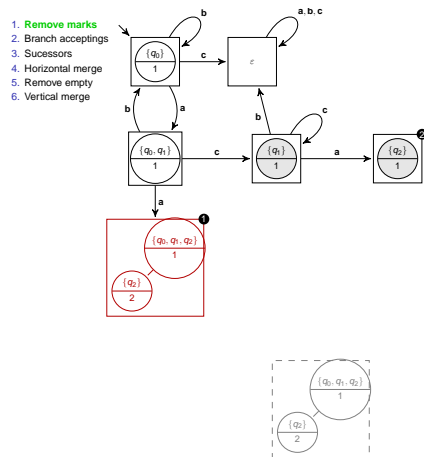 1. Remove marks
2. Branch acceptings
3. Sucessors
4. Horizontal merge
5. Remove empty
6. Vertical merge
b
a, b, c
{q0}
1
c
ε
b
a
b
c
{q0, q1}
1
c
{q1}
1
a
2
{q2}
1
a
1
{q0, q1, q2}
1
{q2}
2
{q0, q1, q2}
1
{q2}
2